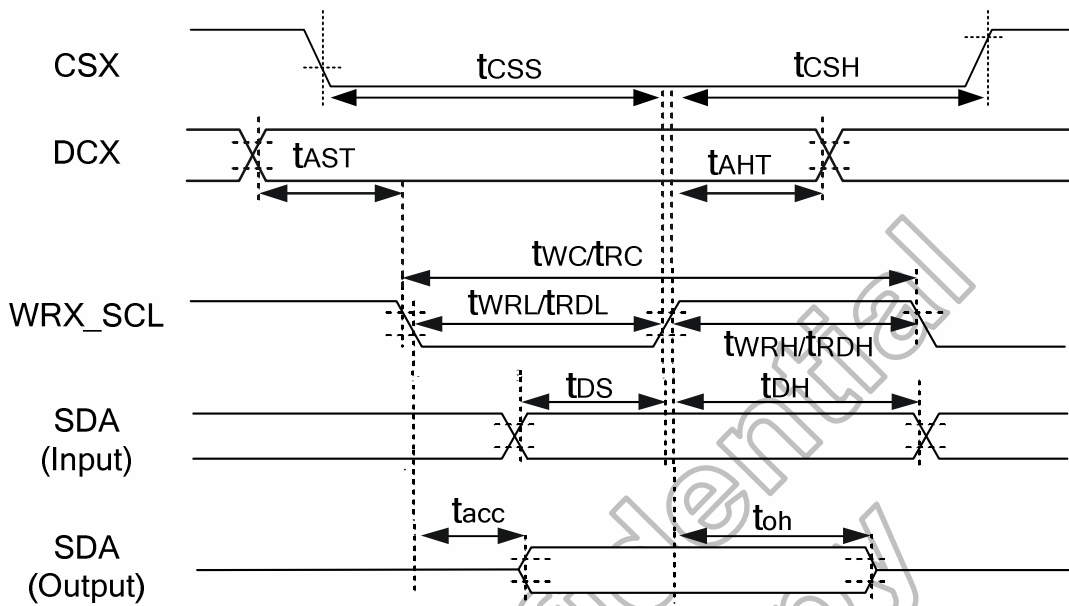 CSX
tCSS
tCSH
DCX
tAST
tAHT
tWC/tRC
WRX_SCL
tWRL/tRDL
tWRH/tRDH
tDS
tDH
SDA
(Input)
tacc
toh
SDA
(Output)